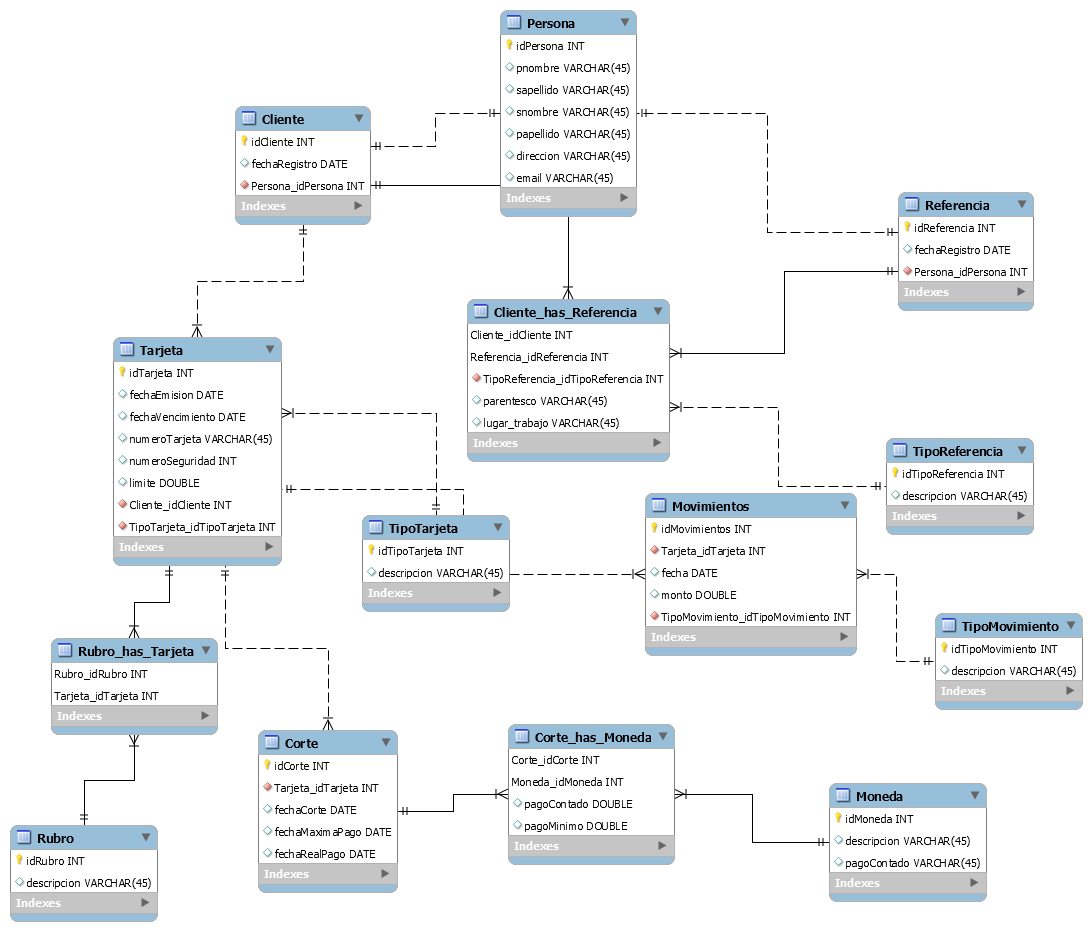 Persona
idPersona INT
pnombre VARCHAR(45)
sapellido VARCHAR(45)
snombre VARCHAR(45)
papellido VARCHAR(45)
direccion VARCHAR(45)
email VARCHAR(45)
Indexes
Cliente
idCliente INT
fechaRegistro DATE
Persona_idPersona INT
Indexes
Referencia
idReferencia INT
fechaRegistro DATE
Persona_idPersona INT
Indexes
Cliente_has_Referencia
Cliente_idCliente INT
Referencia_idReferencia INT
TipoReferencia_idTipoReferencia INT
parentesco VARCHAR(45)
lugar_trabajo VARCHAR(45)
Indexes
Tarjeta
idTarjeta INT
fechaEmision DATE
fechaVencimiento DATE
numeroTarjeta VARCHAR(45)
numeroSeguridad INT
limite DOUBLE
Cliente_idCliente INT
TipoTarjeta_idTipoTarjeta INT
Indexes
TipoReferencia
idTipoReferencia INT
descripcion VARCHAR(45)
Indexes
TipoTarjeta
idTipoTarjeta INT
descripcion VARCHAR(45)
Indexes
Movimientos
idMovimientos INT
Tarjeta_idTarjeta INT
fecha DATE
monto DOUBLE
TipoMovimiento_idTipoMovimiento INT
Indexes
TipoMovimiento
idTipoMovimiento INT
descripcion VARCHAR(45)
Indexes
Rubro_has_Tarjeta
Rubro_idRubro INT
Tarjeta_idTarjeta INT
Indexes
Corte
idCorte INT
Tarjeta_idTarjeta INT
fechaCorte DATE
fechaMaximaPago DATE
fechaRealPago DATE
Indexes
Corte_has_Moneda
Corte_idCorte INT
Moneda_idMoneda INT
pagoContado DOUBLE
pagoMinimo DOUBLE
Indexes
Moneda
idMoneda INT
descripcion VARCHAR(45)
pagoContado VARCHAR(45)
Indexes
Rubro
idRubro INT
descripcion VARCHAR(45)
Indexes